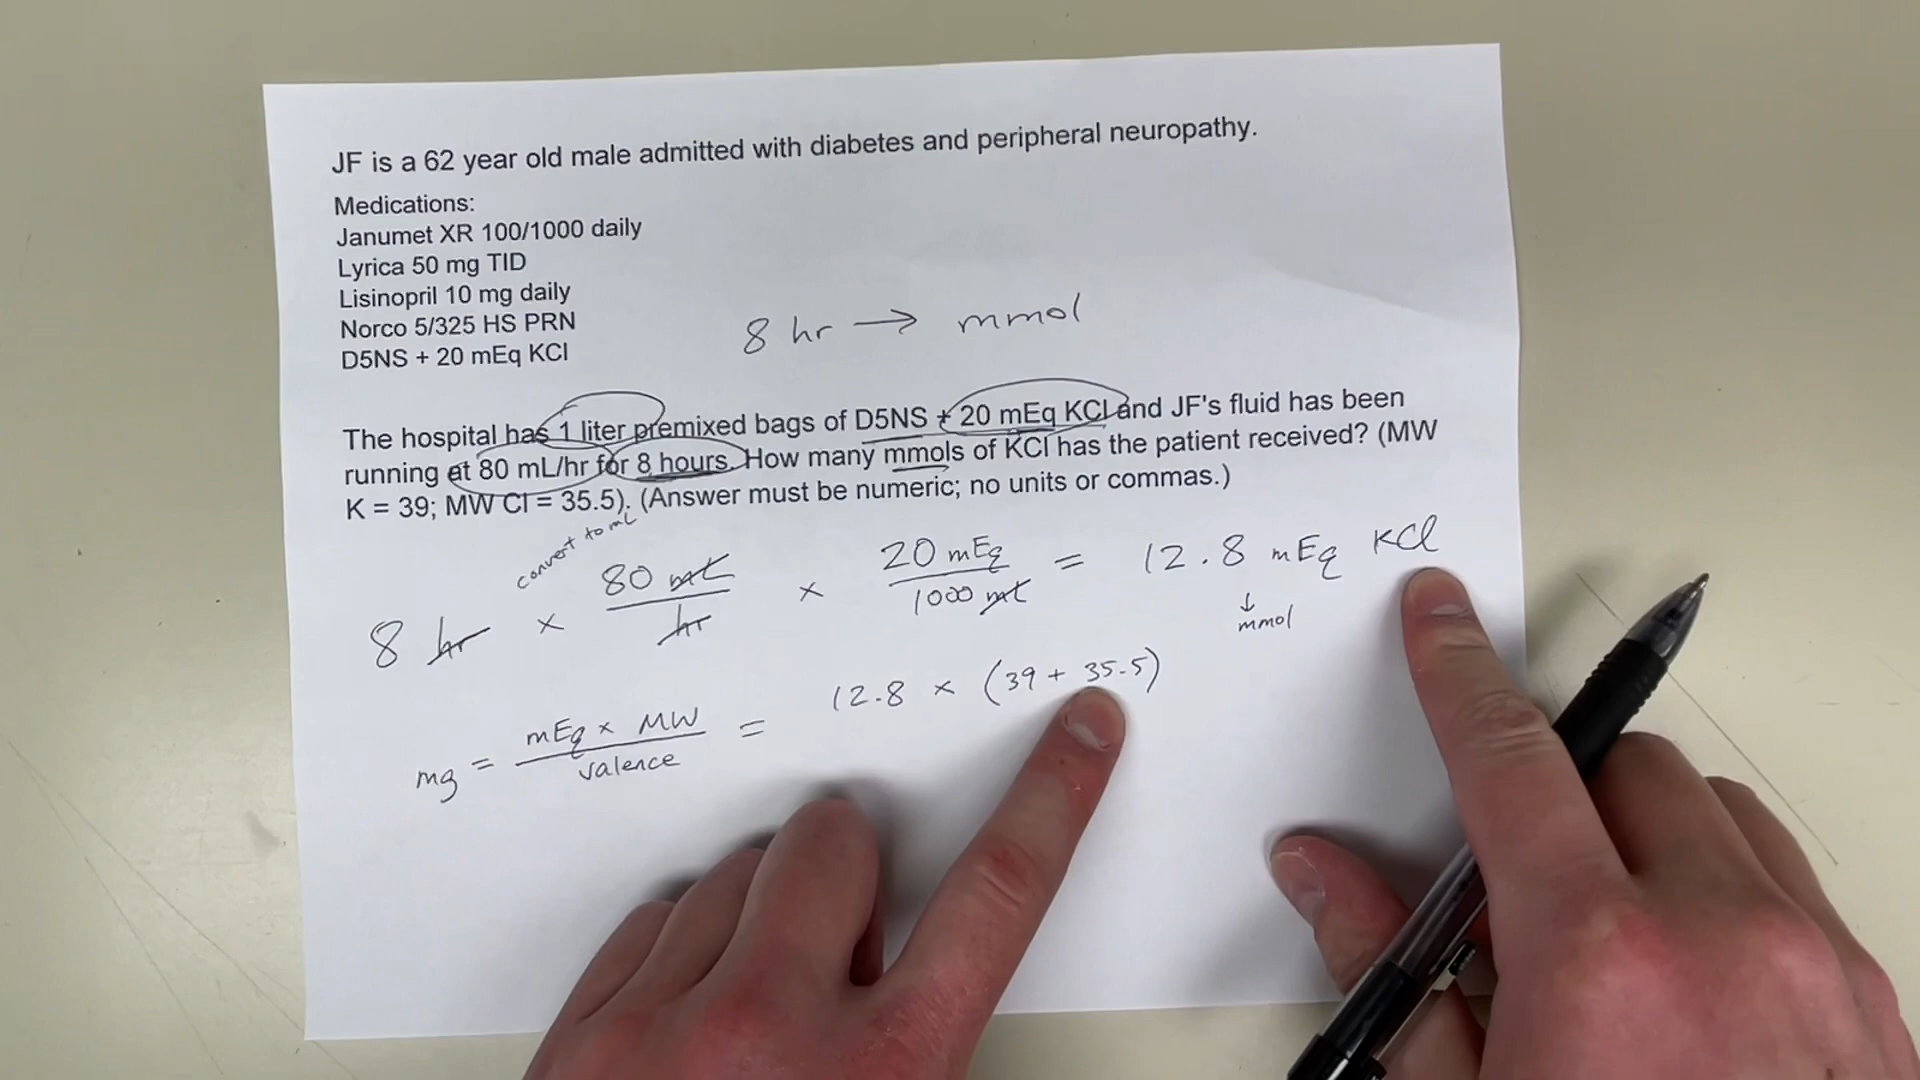 JF is a 62 year old male admitted with diabetes and peripheral neuropathy.
Medications:
Janumet XR 100/1000 daily
Lyrica 50 mg TID
Lisinopril 10 mg daily
Norco 5/325 HS PRN
D5NS + 20 mEq KCl
8 hr → mmol
The hospital has 1 liter premixed bags of D5NS + 20 mEq KCl and JF's fluid has been
running at 80 mL/hr for 8 hours. How many mmols of KCl has the patient received? (MW
K = 39; MW Cl = 35.5). (Answer must be numeric; no units or commas.)
convert to mL
8 hr × 80 mL/hr × 20 mEq/1000 mL = 12.8 mEq KCl
↓
mmol
mg = mEq × MW/valence = 12.8 × (39 + 35.5)